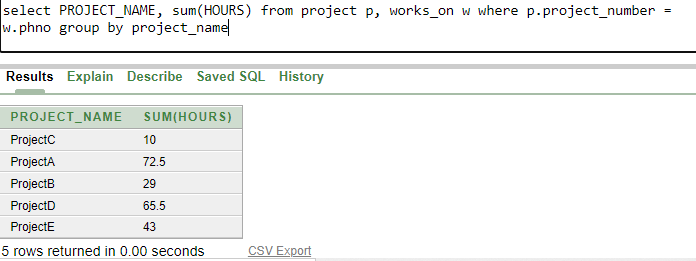 select PROJECT_NAME, sum(HOURS) from project p, works_on w where p.project_number =
w.phno group by project_name
Results Explain Describe Saved SQL History
PROJECT_NAME SUM(HOURS)
ProjectC 10
ProjectA 72.5
ProjectB 29
ProjectD 65.5
ProjectE 43
5 rows returned in 0.00 seconds CSV Export